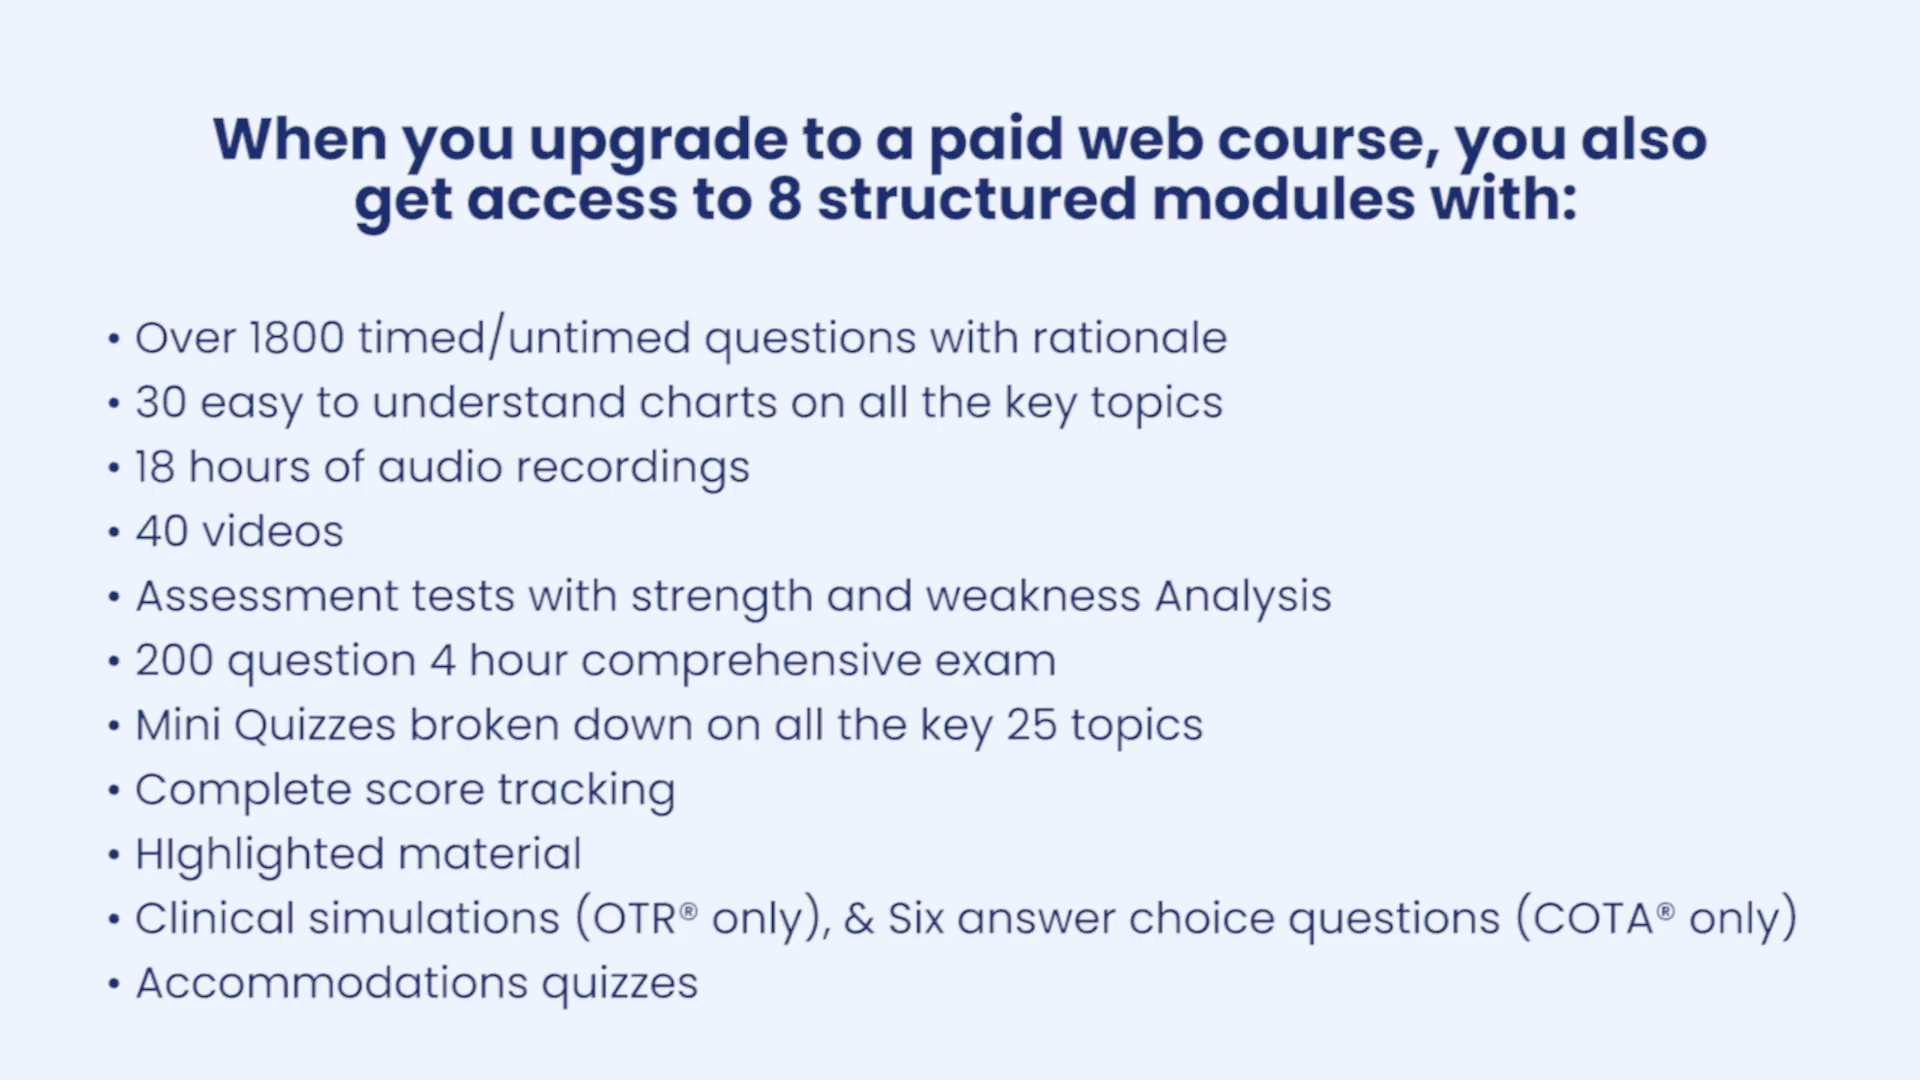 When you upgrade to a paid web course, you also
get access to 8 structured modules with:
• Over 1800 timed/untimed questions with rationale
• 30 easy to understand charts on all the key topics
• 18 hours of audio recordings
• 40 videos
• Assessment tests with strength and weakness Analysis
• 200 question 4 hour comprehensive exam
• Mini Quizzes broken down on all the key 25 topics
• Complete score tracking
• HIghlighted material
• Clinical simulations (OTR® only), & Six answer choice questions (COTA® only)
• Accommodations quizzes